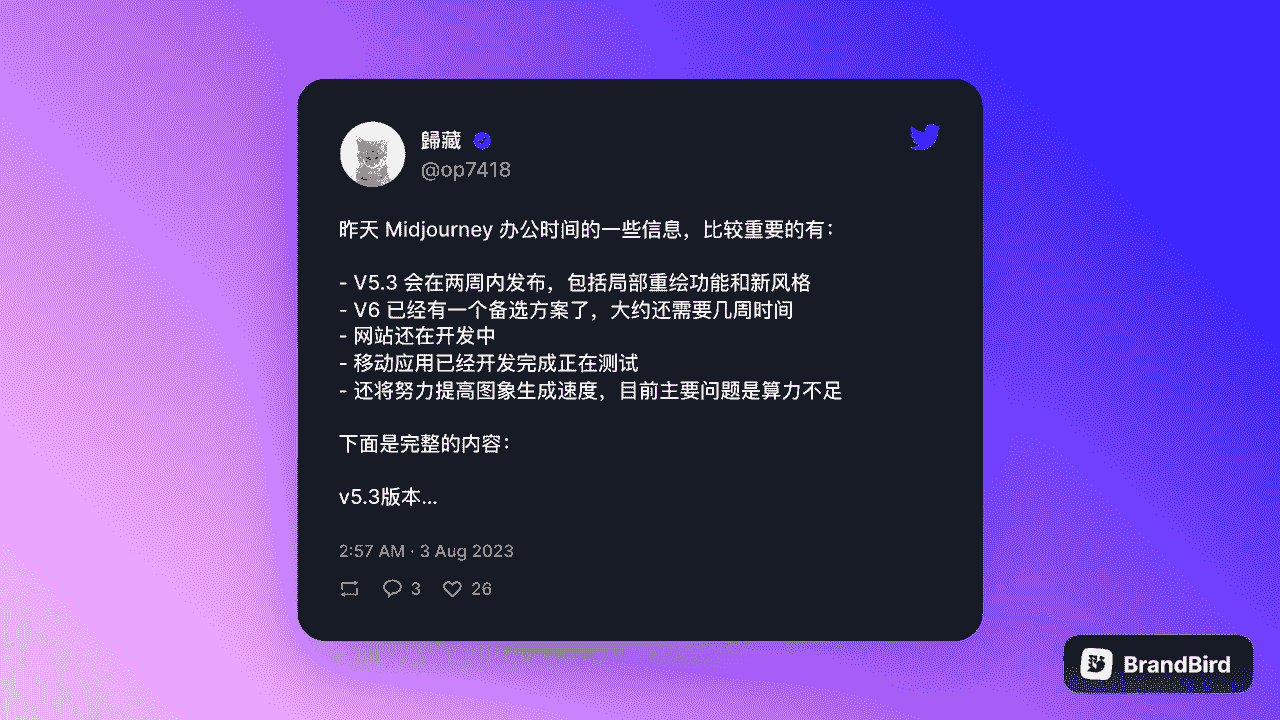 歸藏
@op7418
昨天 Midjourney 办公时间的一些信息，比较重要的有：
- V5.3 会在两周内发布，包括局部重绘功能和新风格
- V6 已经有一个备选方案了，大约还需要几周时间
- 网站还在开发中
- 移动应用已经开发完成正在测试
- 还将努力提高图象生成速度，目前主要问题是算力不足
下面是完整的内容：
v5.3版本...
2:57 AM · 3 Aug 2023
3 26
BrandBird